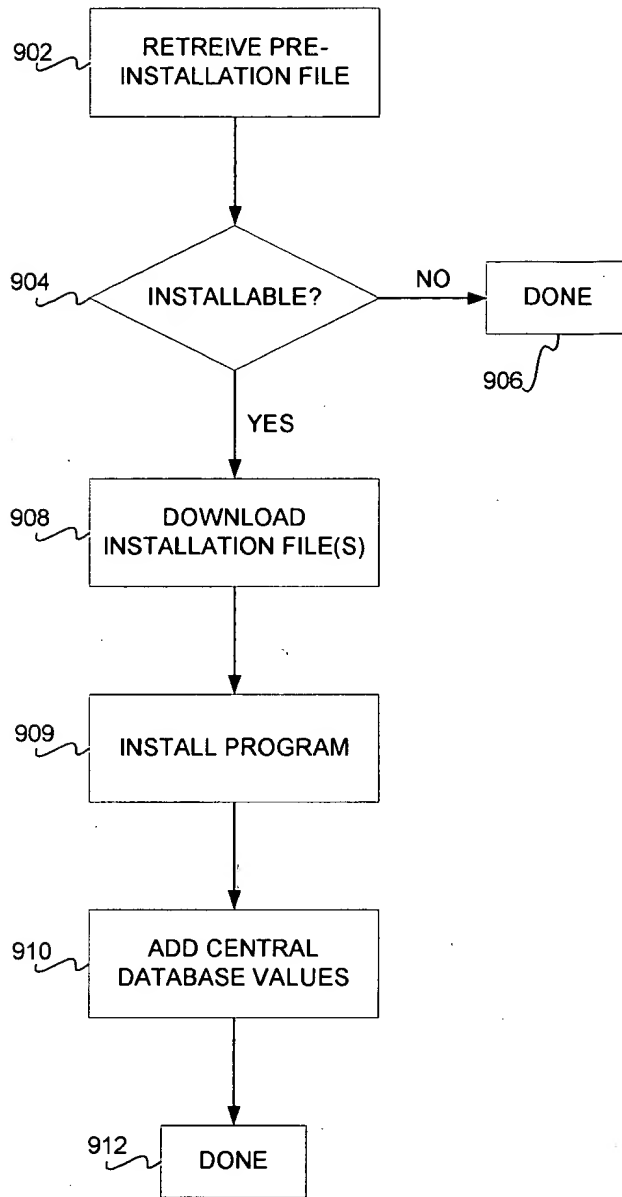 902
RETREIVE PRE-
INSTALLATION FILE
904
INSTALLABLE?
NO
DONE
906
YES
908
DOWNLOAD
INSTALLATION FILE(S)
909
INSTALL PROGRAM
910
ADD CENTRAL
DATABASE VALUES
912
DONE